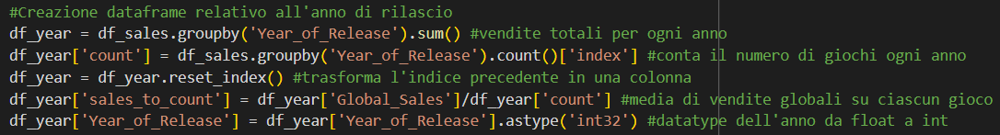 #Creazione dataframe relativo all'anno di rilascio
df_year = df_sales.groupby('Year_of_Release').sum() #vendite totali per ogni anno
df_year['count'] = df_sales.groupby('Year_of_Release').count()['index'] #conta il numero di giochi ogni anno
df_year = df_year.reset_index() #trasforma l'indice precedente in una colonna
df_year['sales_to_count'] = df_year['Global_Sales']/df_year['count'] #media di vendite globali su ciascun gioco
df_year['Year_of_Release'] = df_year['Year_of_Release'].astype('int32') #datatype dell'anno da float a int